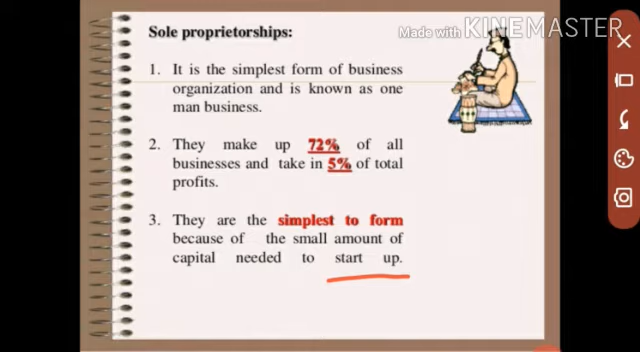 Made with KINEMASTER
Sole proprietorships:
1. It is the simplest form of business
organization and is known as one
man business.
2. They make up 72% of all
businesses and take in 5% of total
profits.
3. They are the simplest to form
because of the small amount of
capital needed to start up.